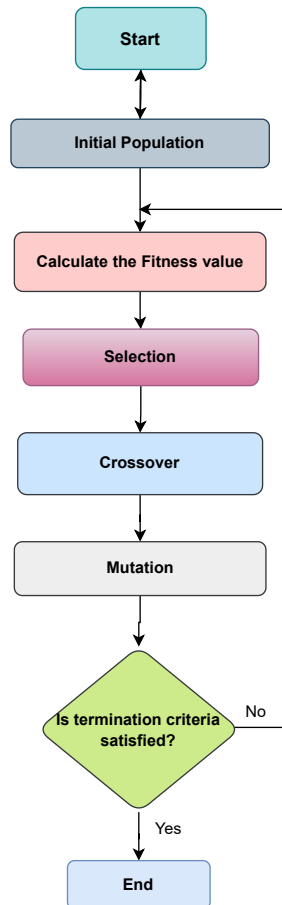 Start
Initial Population
Calculate the Fitness value
Selection
Crossover
Mutation
Is termination criteria
satisfied?
No
Yes
End